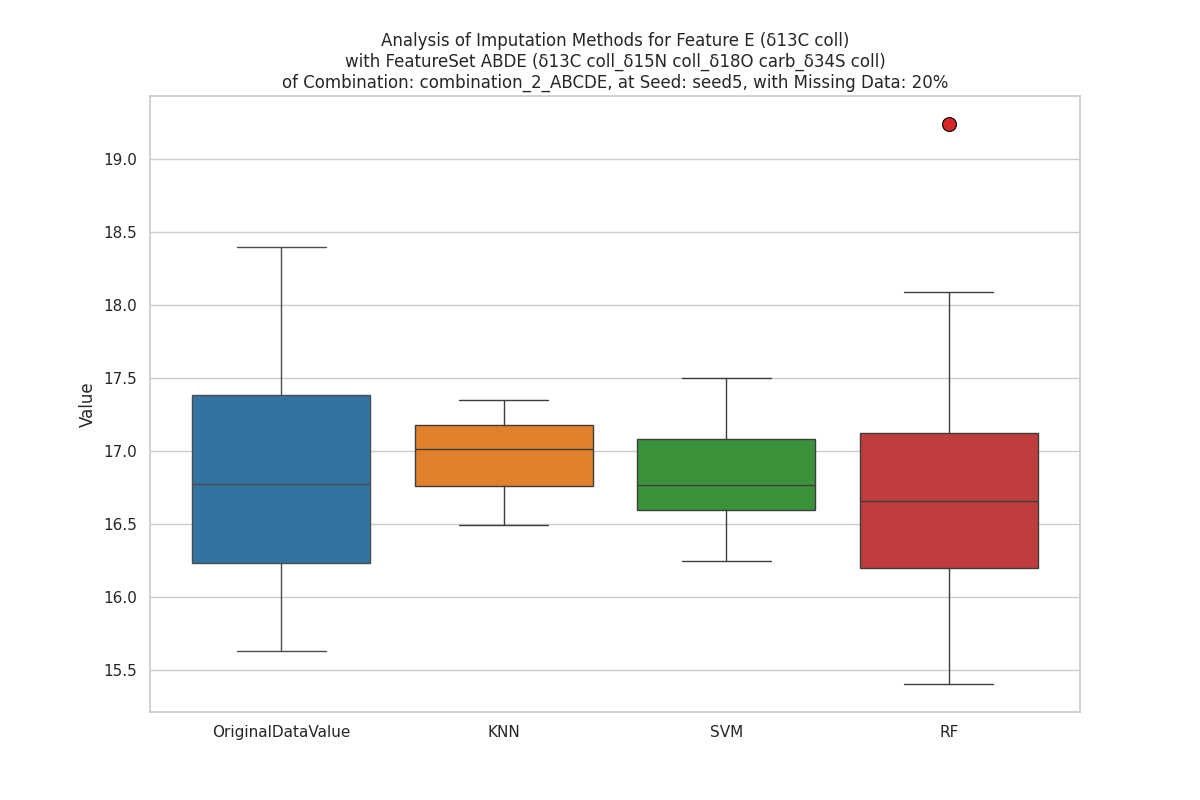 Analysis of Imputation Methods for Feature E (δ13C coll)
with FeatureSet ABDE (δ13C coll_δ15N coll_δ18O carb_δ34S coll)
of Combination: combination_2_ABCDE, at Seed: seed5, with Missing Data: 20%
19.0
18.5
18.0
17.5
17.0
16.5
16.0
15.5
Value
OriginalDataValue
KNN
SVM
RF